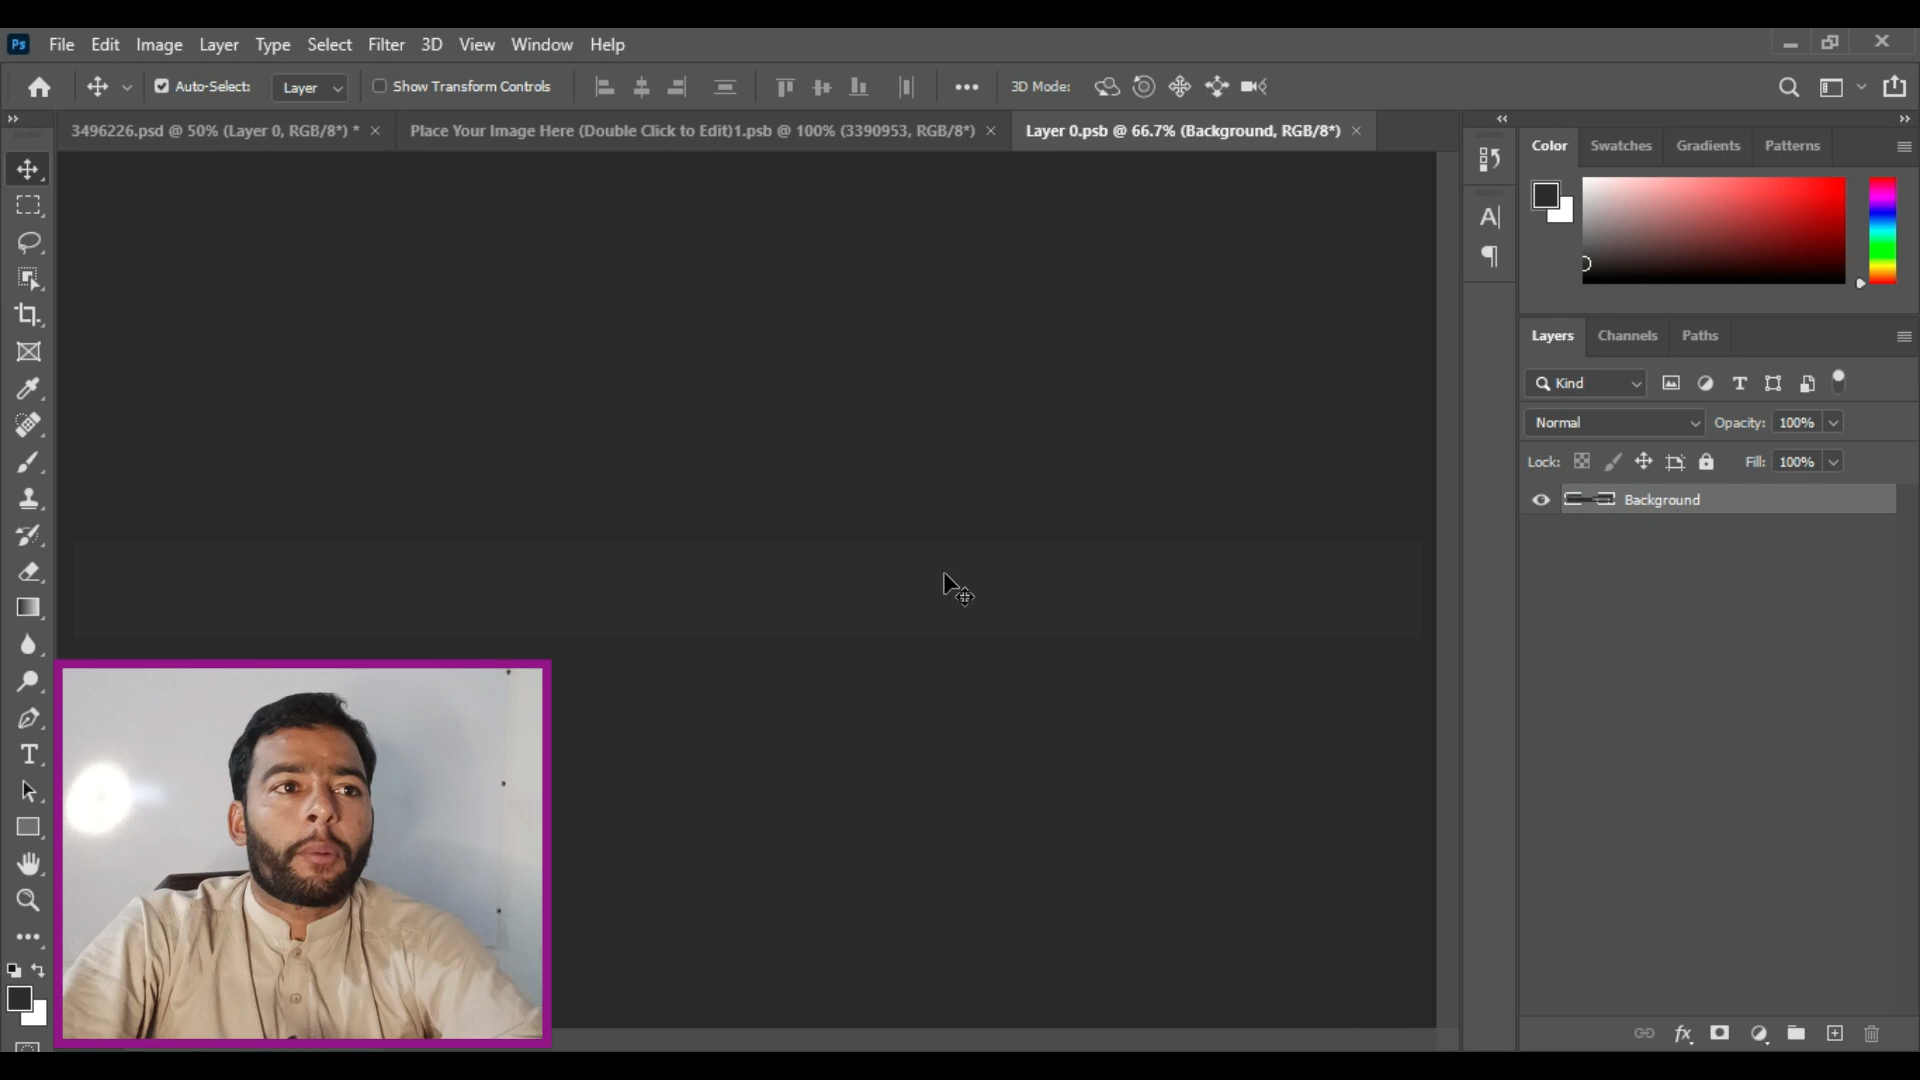 Ps File Edit Image Layer Type Select Filter 3D View Window Help
Auto-Select: Layer Show Transform Controls 3D Mode:
3496226.psd @ 50% (Layer 0, RGB/8*) * Place Your Image Here (Double Click to Edit)1.psb @ 100% (3390953, RGB/8*) Layer 0.psb @ 66.7% (Background, RGB/8*)
Color Swatches Gradients Patterns
Layers Channels Paths
Kind
Normal Opacity: 100%
Lock: Fill: 100%
Background